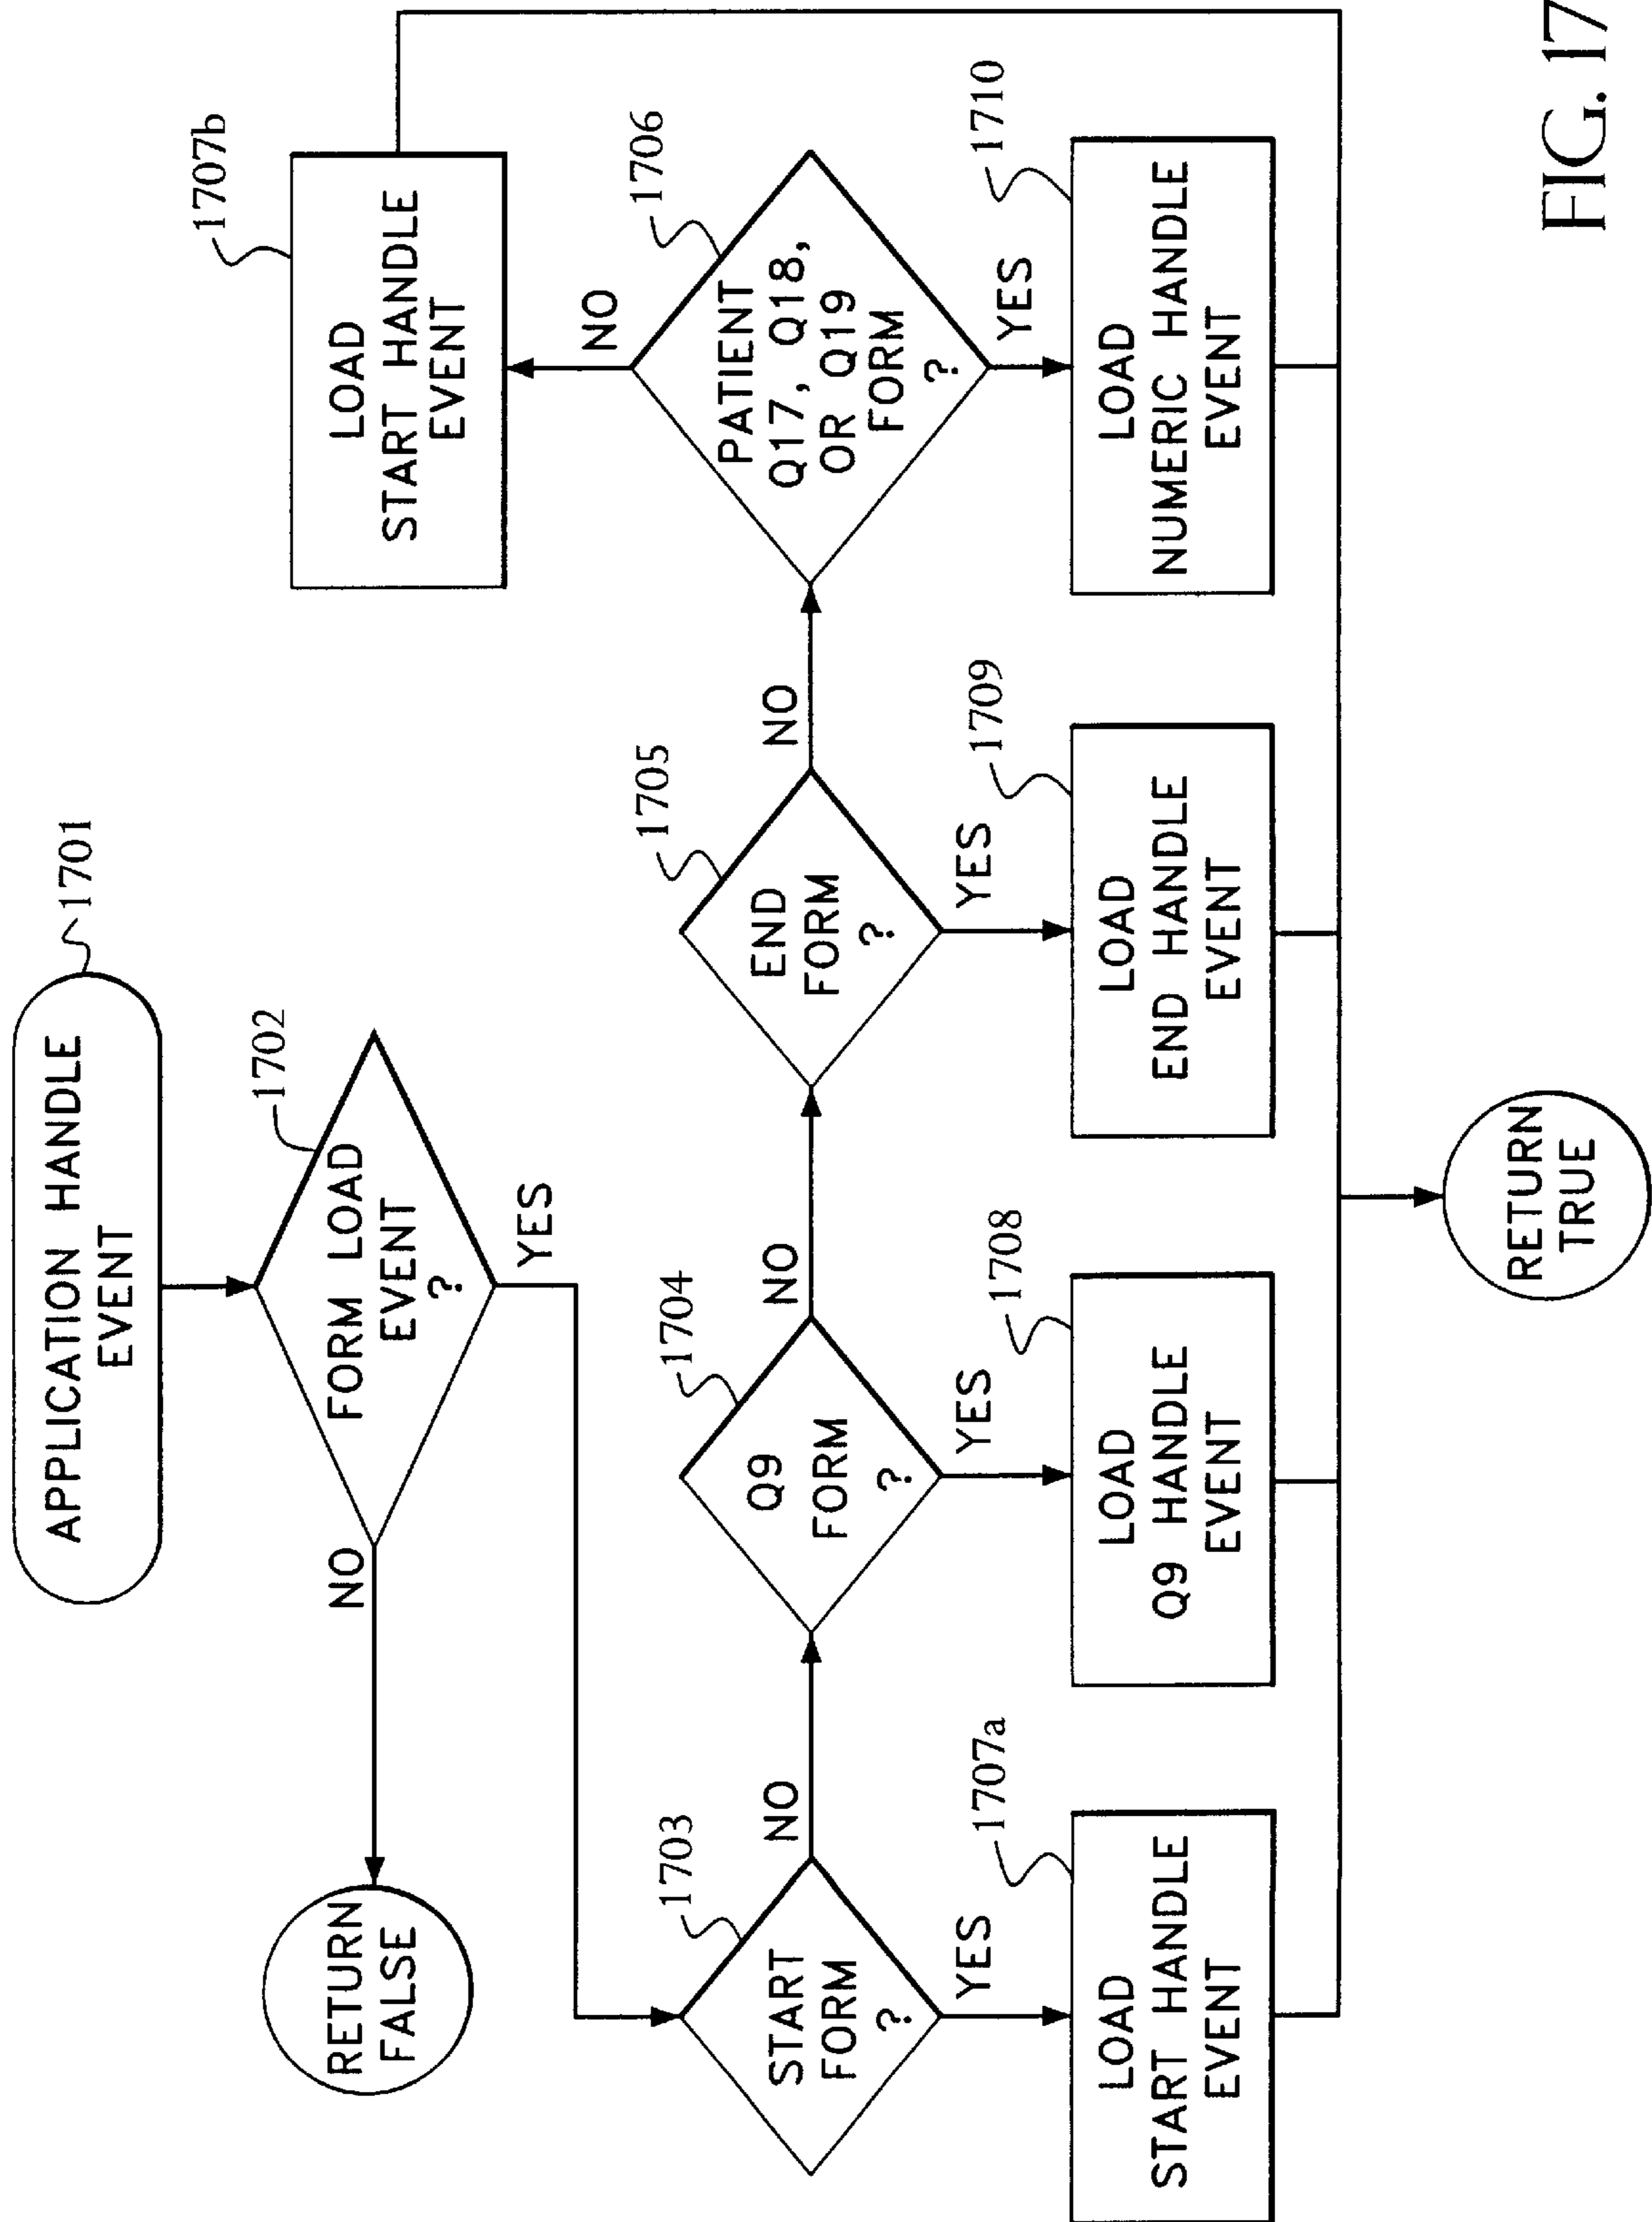 APPLICATION HANDLE
EVENT
1701
FORM LOAD
EVENT
?
1702
NO
YES
RETURN
FALSE
START
FORM
?
1703
NO
YES
Q9
FORM
?
1704
NO
YES
END
FORM
?
1705
NO
YES
PATIENT
Q17, Q18,
OR Q19
FORM
?
1706
NO
YES
LOAD
START HANDLE
EVENT
1707b
LOAD
START HANDLE
EVENT
1707a
LOAD
Q9 HANDLE
EVENT
1708
LOAD
END HANDLE
EVENT
1709
LOAD
NUMERIC HANDLE
EVENT
1710
RETURN
TRUE
FIG. 17